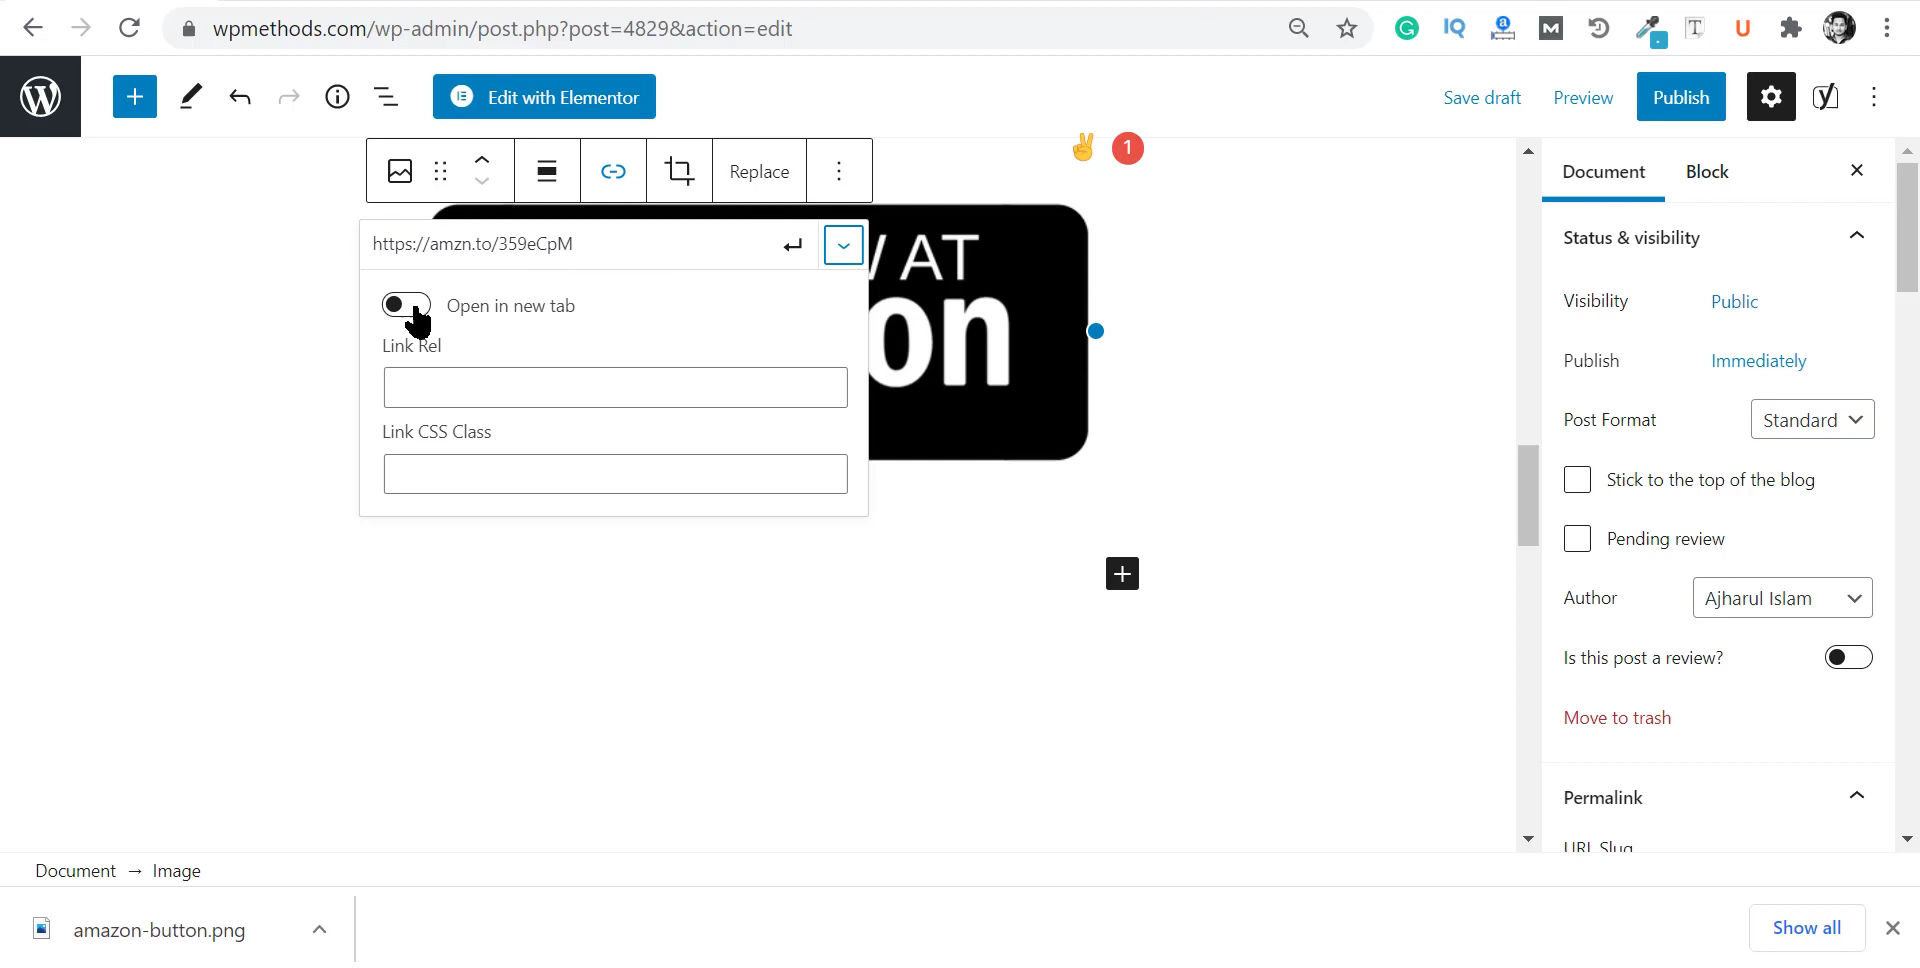 wpmethods.com/wp-admin/post.php?post=4829&action=edit
Edit with Elementor
Save draft
Preview
Publish
1
Replace
https://amzn.to/359eCpM
AT
on
Open in new tab
Link Rel
Link CSS Class
Document
Block
Status & visibility
Visibility
Public
Publish
Immediately
Post Format
Standard
Stick to the top of the blog
Pending review
Author
Ajharul Islam
Is this post a review?
Move to trash
Permalink
URL Slug
Document → Image
amazon-button.png
Show all